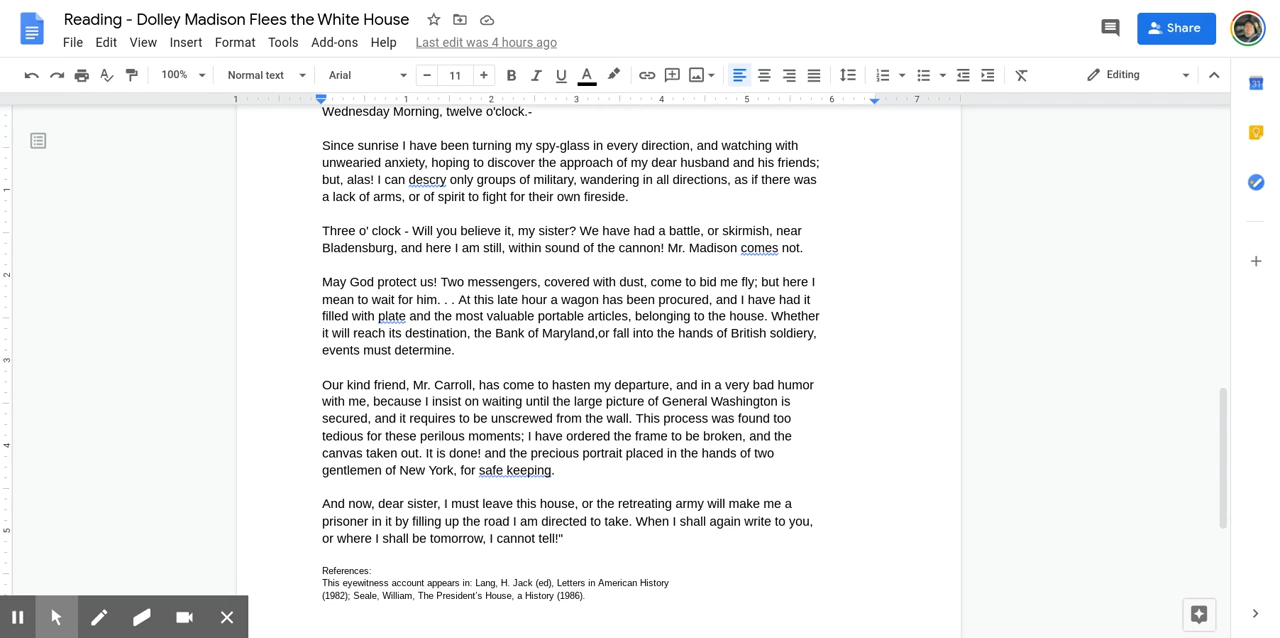 Reading - Dolley Madison Flees the White House
File Edit View Insert Format Tools Add-ons Help Last edit was 4 hours ago
Share
100% Normal text Arial 11 B I U A Editing
1 1 2 3 4 5 6 7
31
1
2
3
4
5
Wednesday Morning, twelve o'clock.-
Since sunrise I have been turning my spy-glass in every direction, and watching with
unwearied anxiety, hoping to discover the approach of my dear husband and his friends;
but, alas! I can descry only groups of military, wandering in all directions, as if there was
a lack of arms, or of spirit to fight for their own fireside.
Three o' clock - Will you believe it, my sister? We have had a battle, or skirmish, near
Bladensburg, and here I am still, within sound of the cannon! Mr. Madison comes not.
May God protect us! Two messengers, covered with dust, come to bid me fly; but here I
mean to wait for him. . . At this late hour a wagon has been procured, and I have had it
filled with plate and the most valuable portable articles, belonging to the house. Whether
it will reach its destination, the Bank of Maryland,or fall into the hands of British soldiery,
events must determine.
Our kind friend, Mr. Carroll, has come to hasten my departure, and in a very bad humor
with me, because I insist on waiting until the large picture of General Washington is
secured, and it requires to be unscrewed from the wall. This process was found too
tedious for these perilous moments; I have ordered the frame to be broken, and the
canvas taken out. It is done! and the precious portrait placed in the hands of two
gentlemen of New York, for safe keeping.
And now, dear sister, I must leave this house, or the retreating army will make me a
prisoner in it by filling up the road I am directed to take. When I shall again write to you,
or where I shall be tomorrow, I cannot tell!"
References:
This eyewitness account appears in: Lang, H. Jack (ed), Letters in American History
(1982); Seale, William, The President's House, a History (1986).